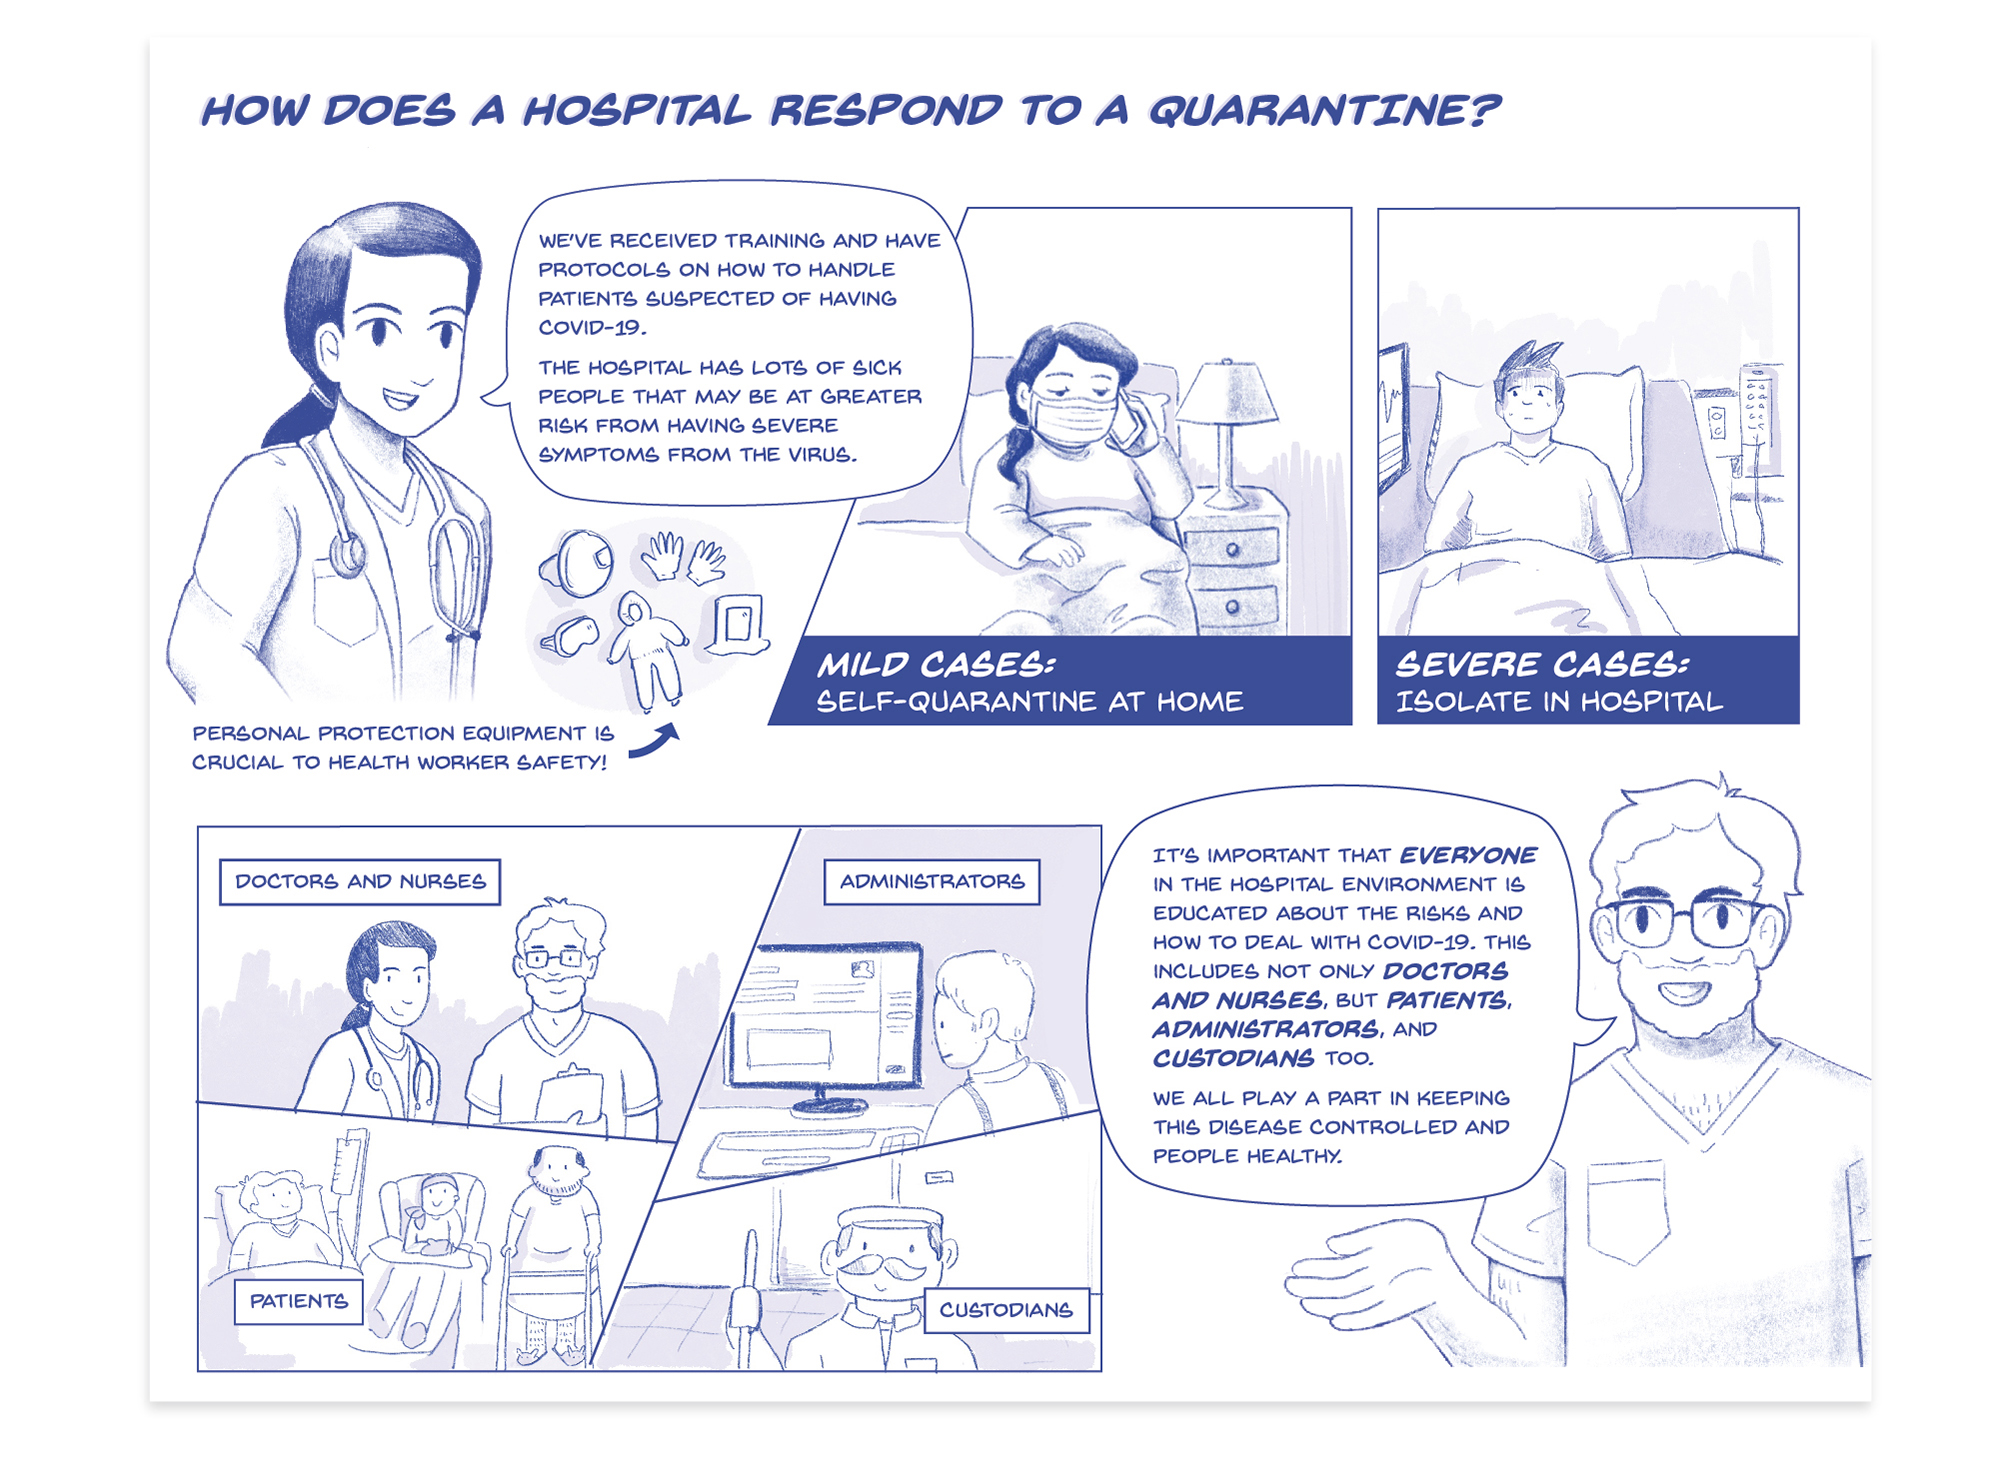 HOW DOES A HOSPITAL RESPOND TO A QUARANTINE?
WE'VE RECEIVED TRAINING AND HAVE
PROTOCOLS ON HOW TO HANDLE
PATIENTS SUSPECTED OF HAVING
COVID-19.
THE HOSPITAL HAS LOTS OF SICK
PEOPLE THAT MAY BE AT GREATER
RISK FROM HAVING SEVERE
SYMPTOMS FROM THE VIRUS.
PERSONAL PROTECTION EQUIPMENT IS
CRUCIAL TO HEALTH WORKER SAFETY!
MILD CASES:
SELF-QUARANTINE AT HOME
SEVERE CASES:
ISOLATE IN HOSPITAL
DOCTORS AND NURSES
ADMINISTRATORS
PATIENTS
CUSTODIANS
IT'S IMPORTANT THAT EVERYONE
IN THE HOSPITAL ENVIRONMENT IS
EDUCATED ABOUT THE RISKS AND
HOW TO DEAL WITH COVID-19. THIS
INCLUDES NOT ONLY DOCTORS
AND NURSES, BUT PATIENTS,
ADMINISTRATORS, AND
CUSTODIANS TOO.
WE ALL PLAY A PART IN KEEPING
THIS DISEASE CONTROLLED AND
PEOPLE HEALTHY.